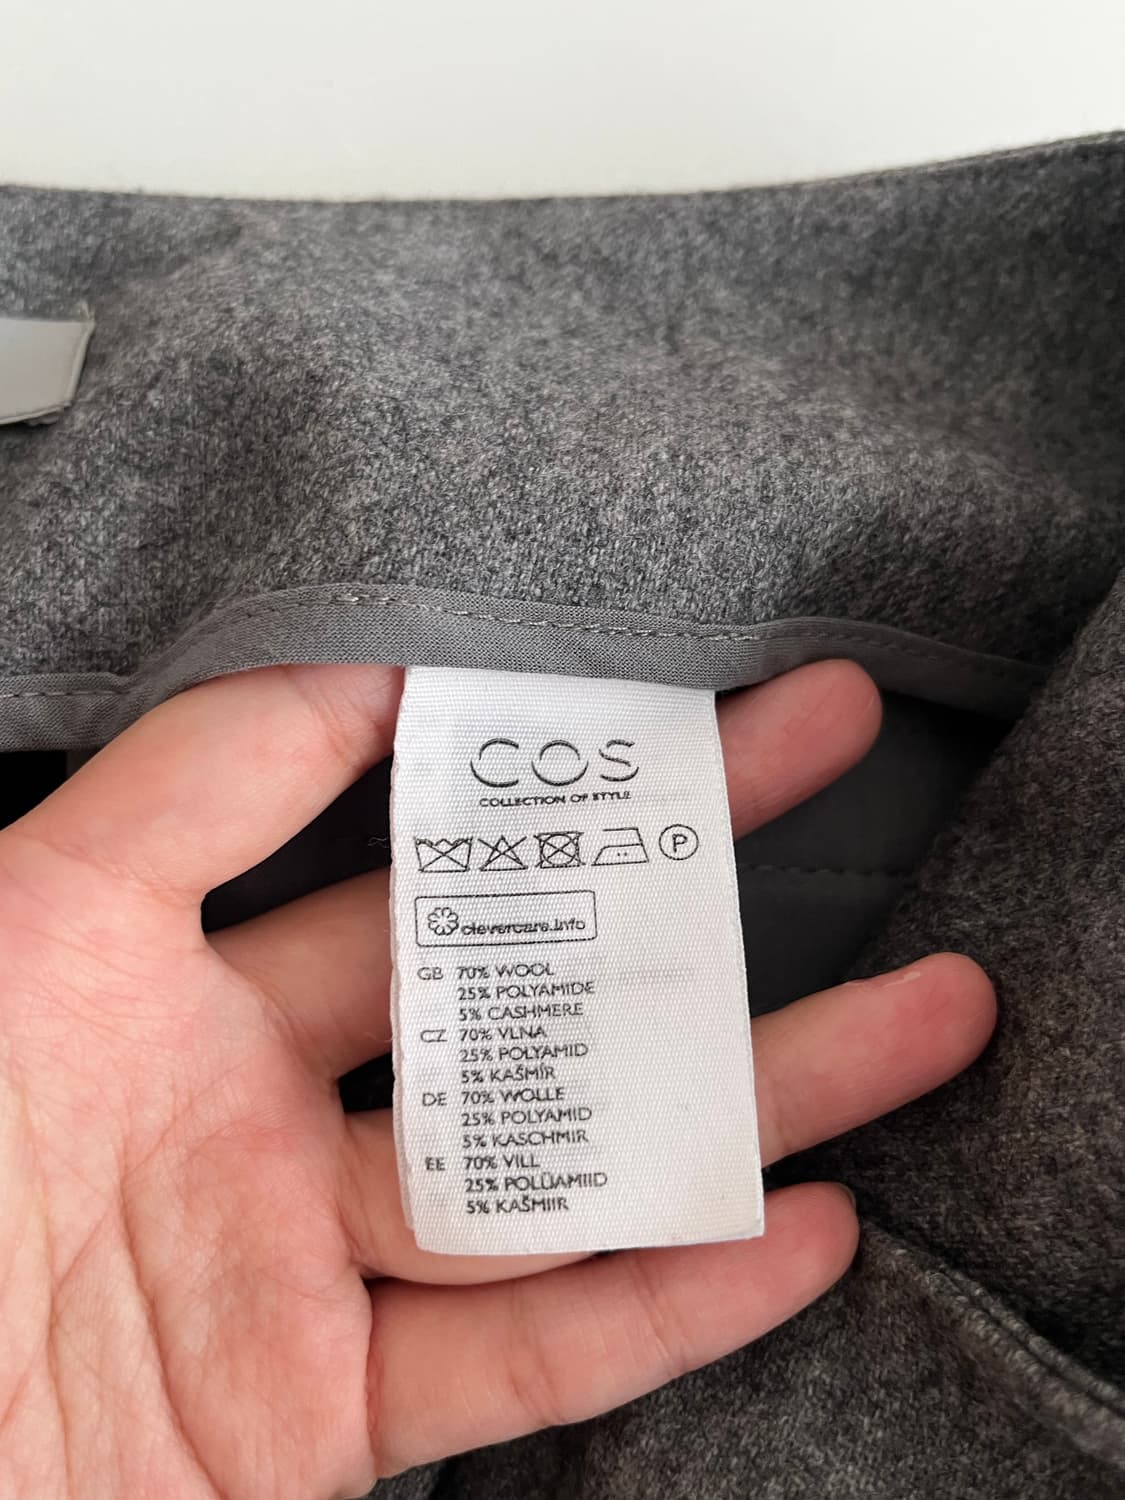 COS
COLLECTION OF STYLE
P
clevercare.info
GB 70% WOOL
25% POLYAMIDE
5% CASHMERE
CZ 70% VLNA
25% POLYAMID
5% KAŠMÍR
DE 70% WOLLE
25% POLYAMID
5% KASCHMIR
EE 70% VILL
25% POLÜAMIID
5% KAŠMIIR